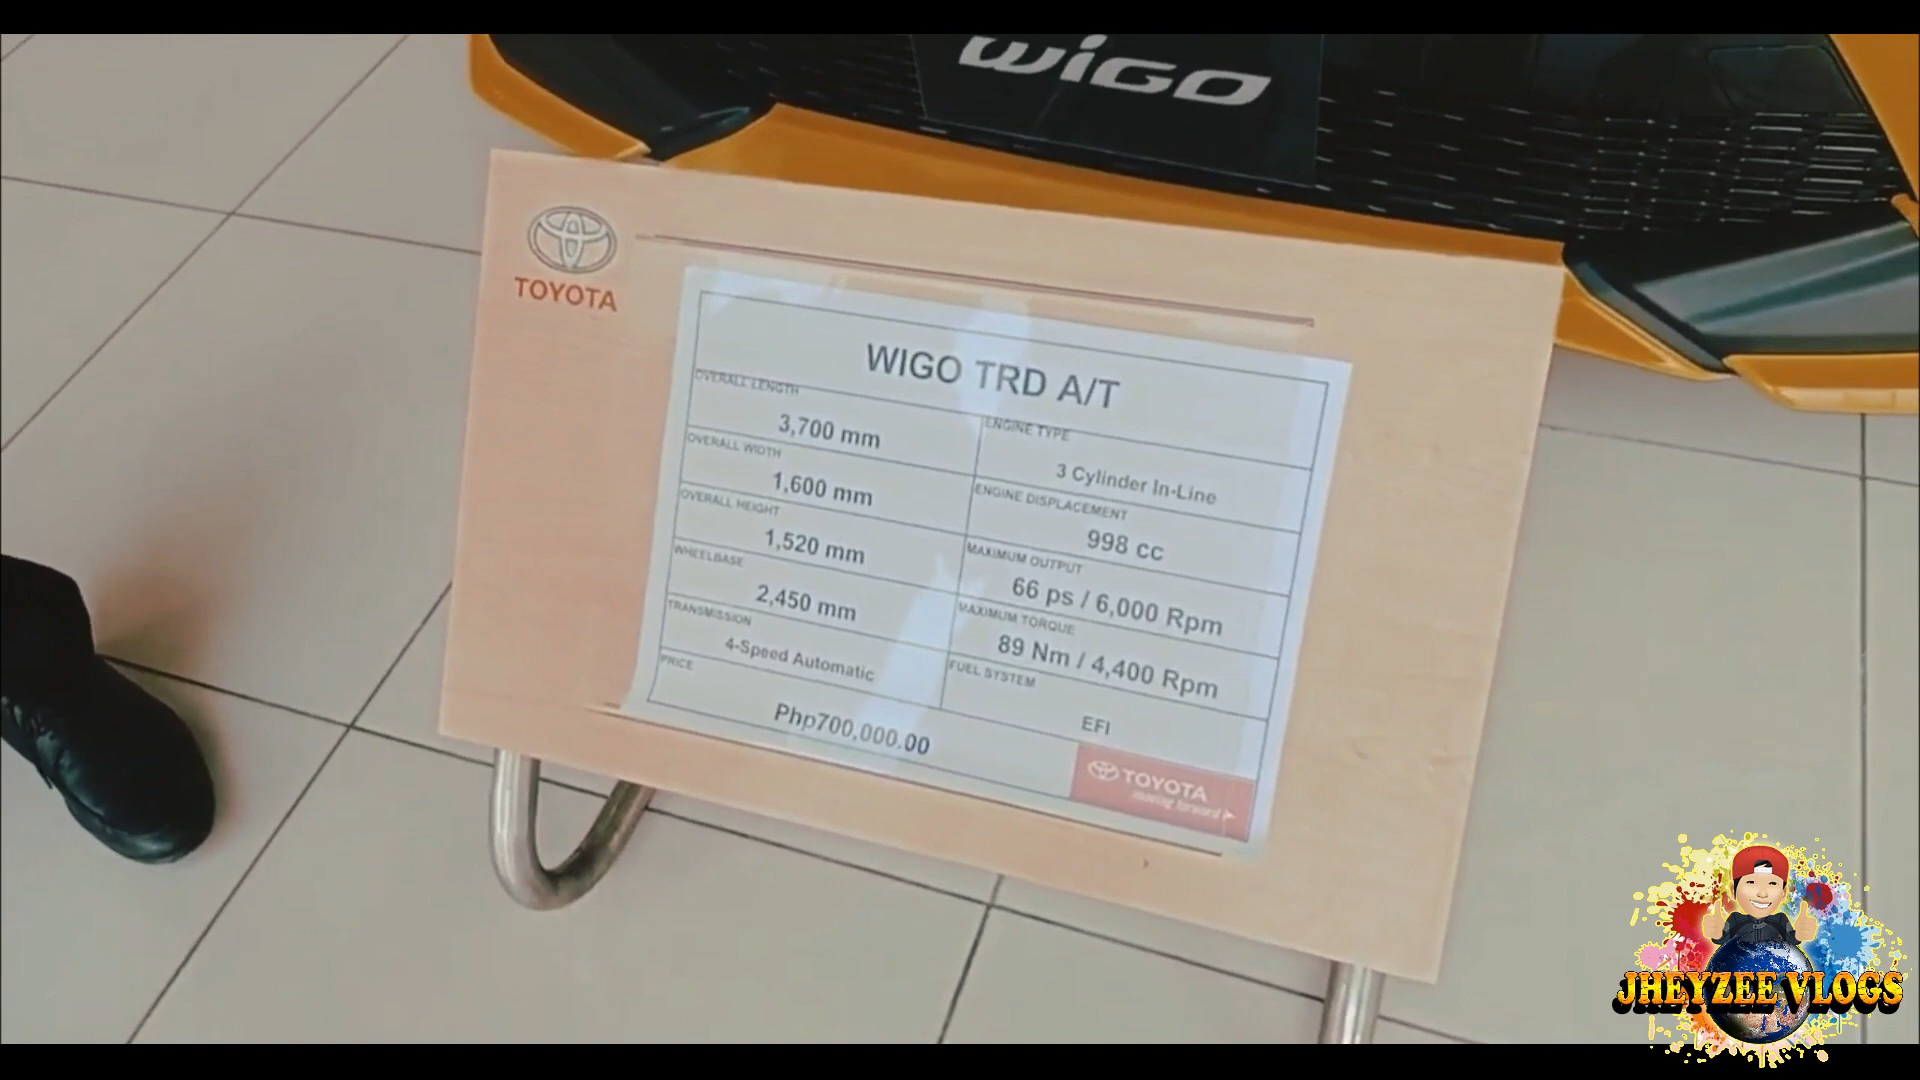 WIGO
TOYOTA
WIGO TRD A/T
OVERALL LENGTH
3,700 mm
ENGINE TYPE
3 Cylinder In-Line
OVERALL WIDTH
1,600 mm
ENGINE DISPLACEMENT
998 cc
OVERALL HEIGHT
1,520 mm
MAXIMUM OUTPUT
66 ps / 6,000 Rpm
WHEELBASE
2,450 mm
MAXIMUM TORQUE
89 Nm / 4,400 Rpm
TRANSMISSION
4-Speed Automatic
FUEL SYSTEM
EFI
PRICE
Php700,000.00
TOYOTA
moving forward
JHEYZEE VLOGS